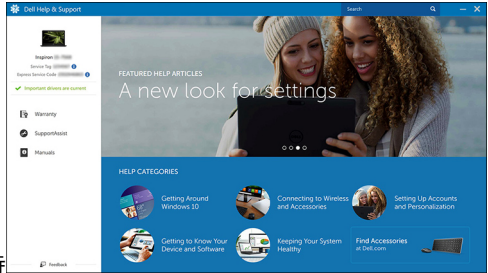 Dell Help & Support
Search
Inspiron
Service Tag
Express Service Code
Important drivers are current
Warranty
SupportAssist
Manuals
Feedback
FEATURED HELP ARTICLES
A new look for settings
HELP CATEGORIES
Getting Around
Windows 10
Connecting to Wireless
and Accessories
Setting Up Accounts
and Personalization
Getting to Know Your
Device and Software
Keeping Your System
Healthy
Find Accessories
at Dell.com